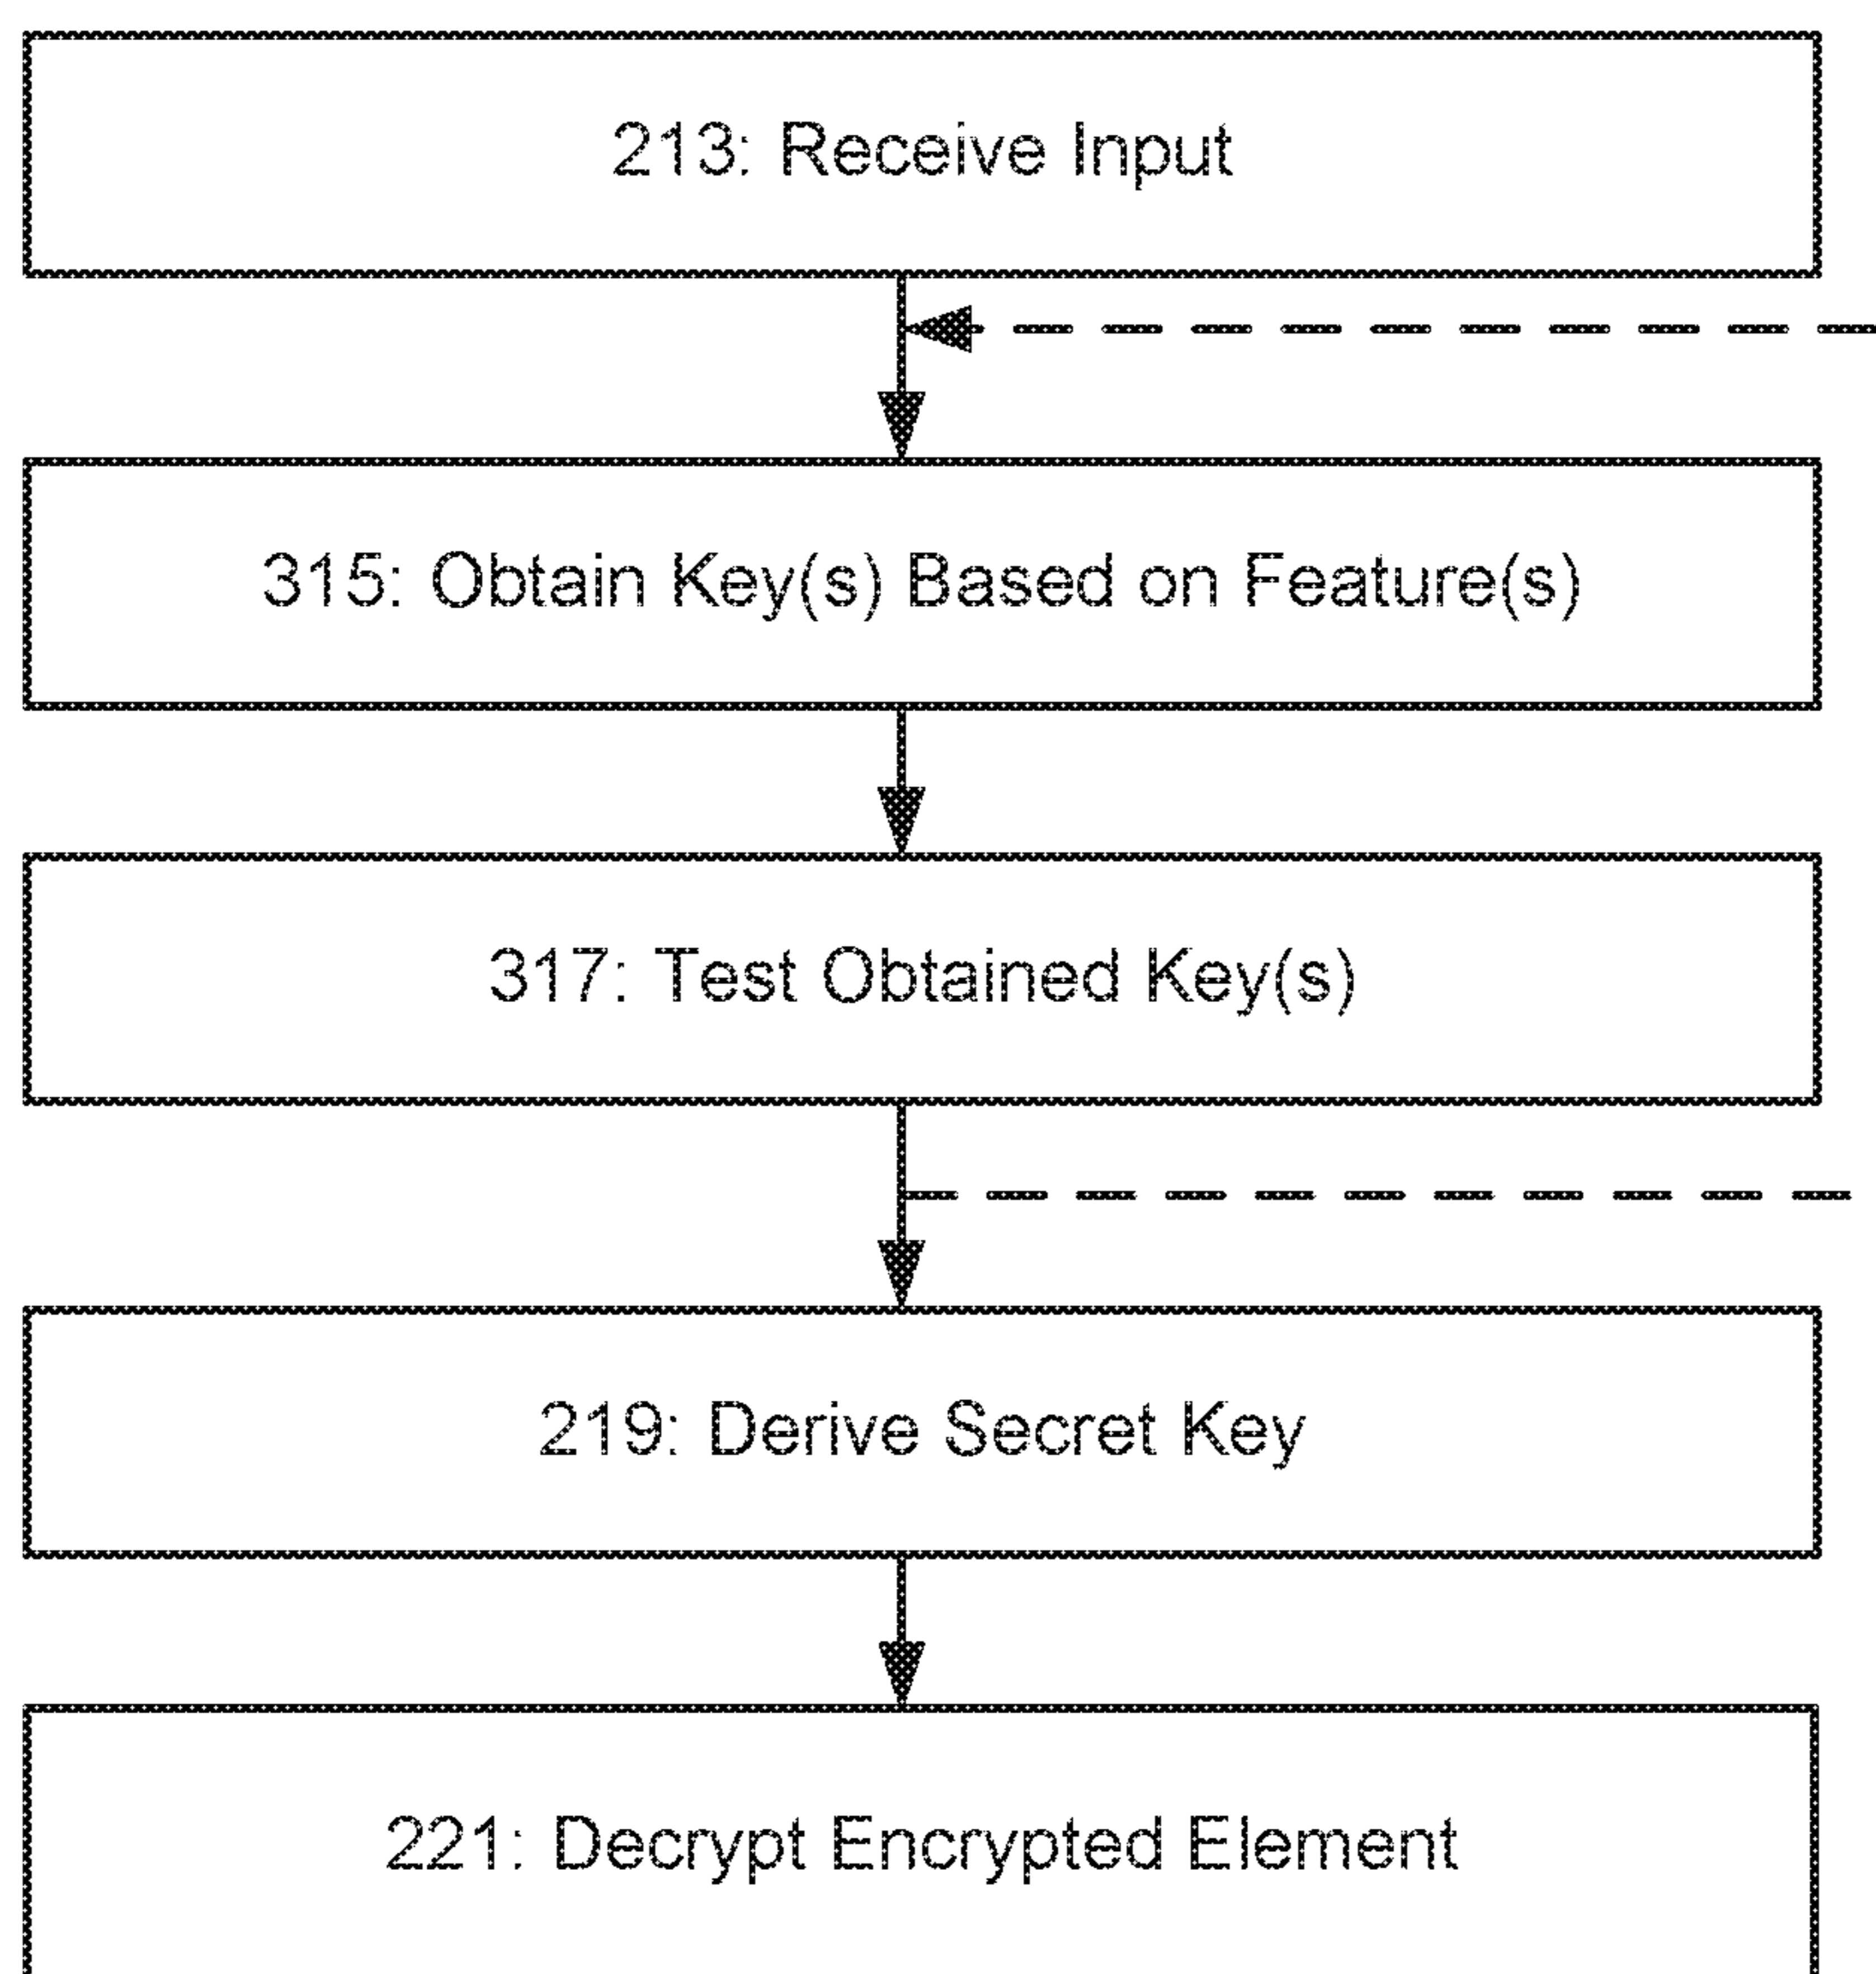 213: Receive Input
315: Obtain Key(s) Based on Feature(s)
317: Test Obtained Key(s)
219: Derive Secret Key
221: Decrypt Encrypted Element